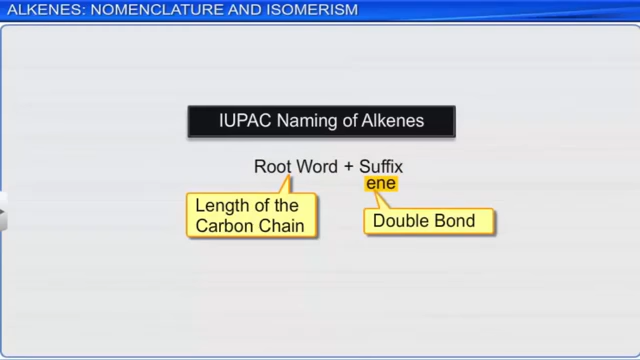 ALKENES: NOMENCLATURE AND ISOMERISM
IUPAC Naming of Alkenes
Root Word + Suffix
ene
Length of the
Carbon Chain
Double Bond